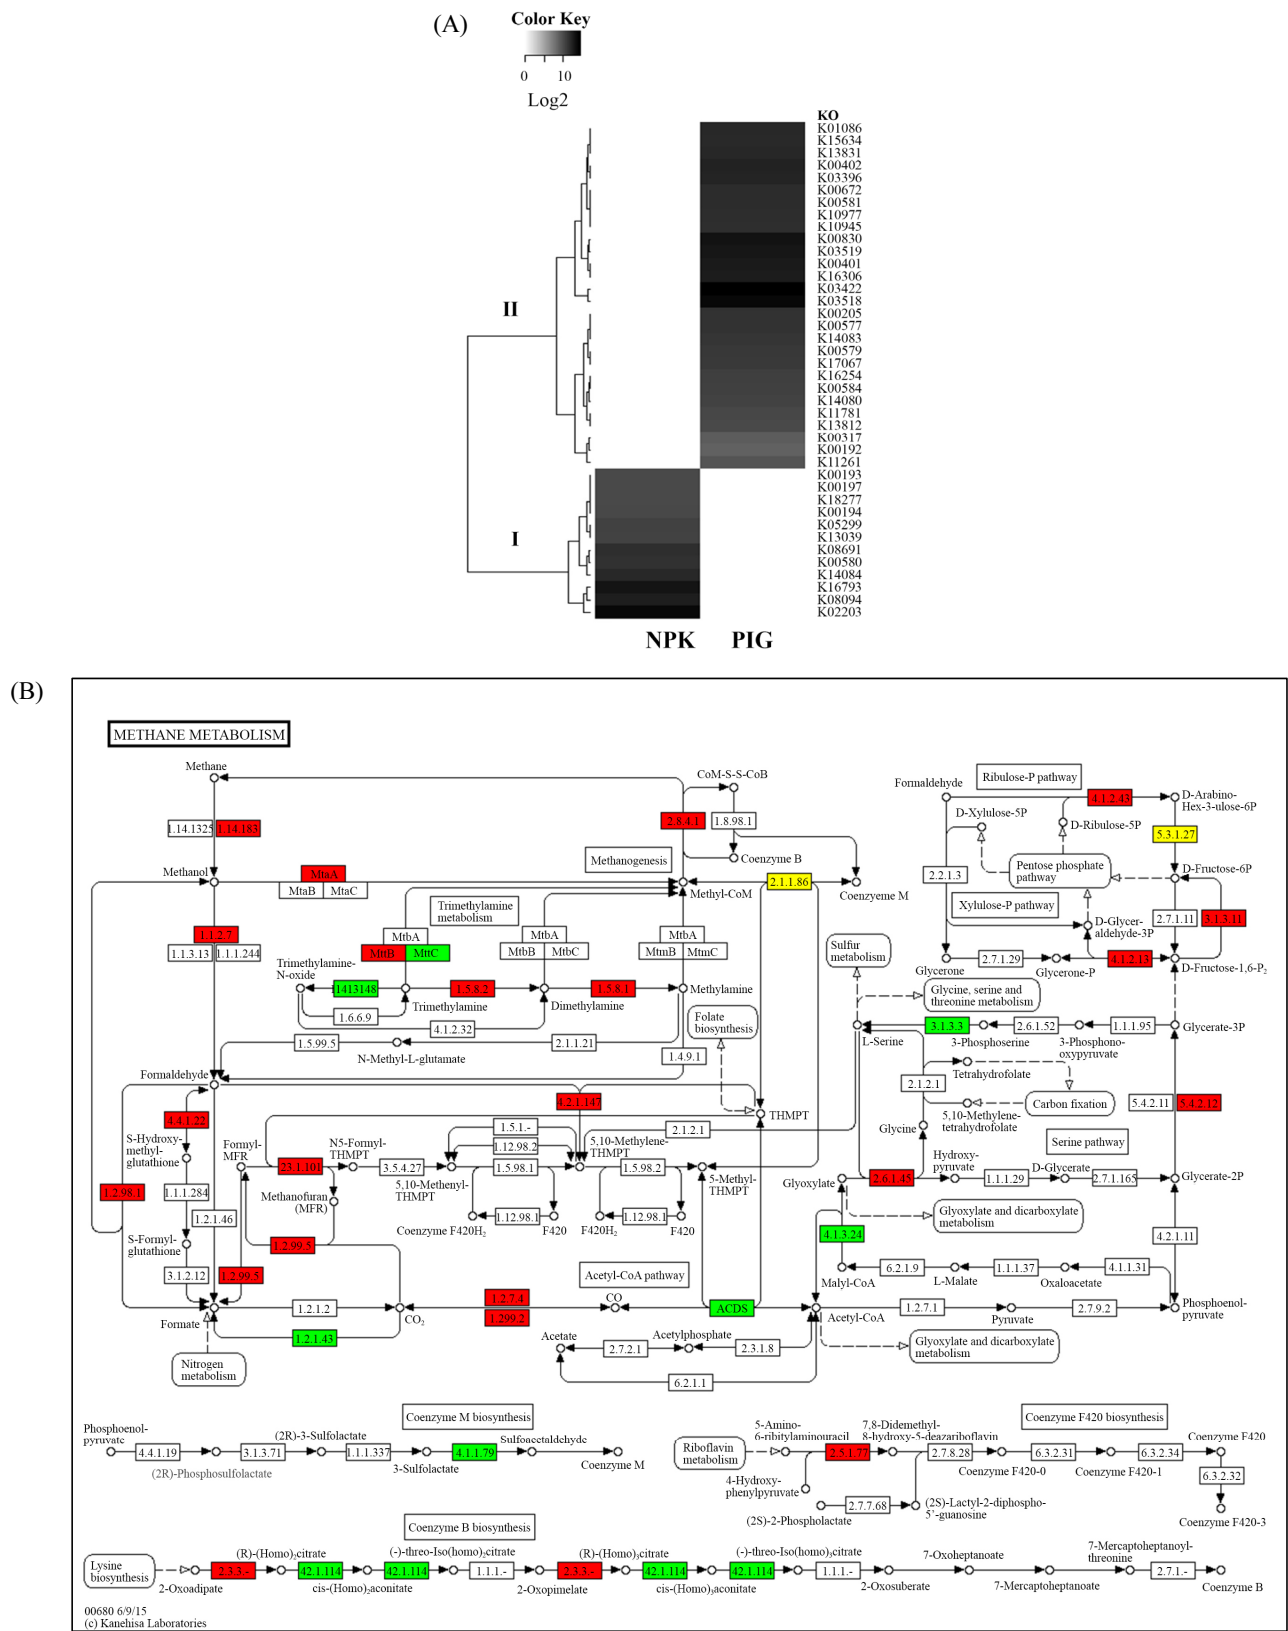 (A)
Color Key
0 10
Log2
KO
K01086
K15634
K13831
K00402
K03396
K00672
K00581
K10977
K10945
K00830
K03519
K00401
K16306
K03422
K03518
K00205
K00577
K14083
K00579
K17067
K16254
K00584
K14080
K11781
K13812
K00317
K00192
K11261
K00193
K00197
K18277
K00194
K05299
K13039
K08691
K00580
K14084
K16793
K08094
K02203
II
I
NPK PIG
(B)
METHANE METABOLISM
Methane
1.14.1325 1.14.183
Methanol
MtaA
MtaB MtaC
1.1.2.7
1.1.3.13 1.1.1.244
CoM-S-S-CoB
2.8.4.1 1.8.98.1
Coenzyme B
Methanogenesis
Methyl-CoM
2.1.1.86
Coenzyeme M
Trimethylamine
metabolism
MtbA
MttB MttC
MtbA
MtbB MtbC
MtbA
MtmB MtmC
Trimethylamine-
N-oxide
1413148
1.6.6.9
Trimethylamine
1.5.8.2
Dimethylamine
1.5.8.1
Methylamine
4.1.2.32
1.5.99.5
N-Methyl-L-glutamate
2.1.1.21
1.4.9.1
Folate
biosynthesis
Formaldehyde
Ribulose-P pathway
4.1.2.43
D-Arabino-
Hex-3-ulose-6P
D-Xylulose-5P
D-Ribulose-5P
5.3.1.27
Pentose phosphate
pathway
D-Fructose-6P
2.2.1.3
Xylulose-P pathway
D-Glycer-
aldehyde-3P
2.7.1.11
3.1.3.11
Glycerone
2.7.1.29
Glycerone-P
4.1.2.13
D-Fructose-1,6-P2
Sulfur
metabolism
Glycine, serine and
threonine metabolism
L-Serine
3.1.3.3
3-Phosphoserine
2.6.1.52
3-Phosphono-
oxypyruvate
1.1.1.95
Glycerate-3P
2.1.2.1
Tetrahydrofolate
5,10-Methylene-
tetrahydrofolate
Carbon fixation
5.4.2.11 5.4.2.12
Glycine
Serine pathway
Glyoxylate
2.6.1.45
Hydroxy-
pyruvate
1.1.1.29
D-Glycerate
2.7.1.165
Glycerate-2P
Glyoxylate and dicarboxylate
metabolism
4.1.3.24
4.2.1.11
Malyl-CoA
6.2.1.9
L-Malate
1.1.1.37
Oxaloacetate
4.1.1.31
Formaldehyde
4.4.1.22
S-Hydroxy-
methyl-
glutathione
1.2.98.1
1.1.1.284
S-Formyl-
glutathione
3.1.2.12
1.2.1.46
Formyl-
MFR
23.1.101
N5-Formyl-
THMPT
Methanofuran
(MFR)
1.2.99.5
1.2.99.5
3.5.4.27
5,10-Methenyl-
THMPT
1.5.1.-
1.12.98.2
1.5.98.1
4.2.1.147
2.1.2.1
THMPT
5,10-Methylene-
THMPT
1.5.98.2
5-Methyl-
THMPT
Coenzyme F420H2
1.12.98.1
F420
F420H2
1.12.98.1
F420
Acetyl-CoA pathway
Formate
1.2.1.2
CO2
1.2.1.43
Nitrogen
metabolism
1.2.7.4
1.299.2
CO
ACDS
Acetyl-CoA
1.2.7.1
Pyruvate
2.7.9.2
Phosphoenol-
pyruvate
Acetate
2.7.2.1
Acetylphosphate
2.3.1.8
6.2.1.1
Glyoxylate and dicarboxylate
metabolism
Coenzyme M biosynthesis
Phosphoenol-
pyruvate
4.4.1.19
(2R)-Phosphosulfolactate
3.1.3.71
(2R)-3-Sulfolactate
1.1.1.337
3-Sulfolactate
4.1.1.79
Sulfoacetaldehyde
Coenzyme M
Coenzyme F420 biosynthesis
Riboflavin
metabolism
5-Amino-
6-ribitylaminouracil
2.5.1.77
4-Hydroxy-
phenylpyruvate
7,8-Didemethyl-
8-hydroxy-5-deazariboflavin
2.7.8.28
Coenzyme F420-0
6.3.2.31
Coenzyme F420-1
6.3.2.34
Coenzyme F420
6.3.2.32
Coenzyme F420-3
(2S)-2-Phospholactate
2.7.7.68
(2S)-Lactyl-2-diphospho-
5'-guanosine
Coenzyme B biosynthesis
Lysine
biosynthesis
2-Oxoadipate
2.3.3.-
(R)-(Homo)2citrate
42.1.114
cis-(Homo)2aconitate
42.1.114
(-)-threo-Iso(homo)2citrate
1.1.1.-
2-Oxopimelate
2.3.3.-
(R)-(Homo)3citrate
42.1.114
cis-(Homo)3aconitate
42.1.114
(-)-threo-Iso(homo)3citrate
1.1.1.-
2-Oxosuberate
7-Oxoheptanoate
7-Mercaptoheptanoate
7-Mercaptoheptanoyl-
threonine
2.7.1.-
Coenzyme B
00680 6/9/15
(c) Kanehisa Laboratories